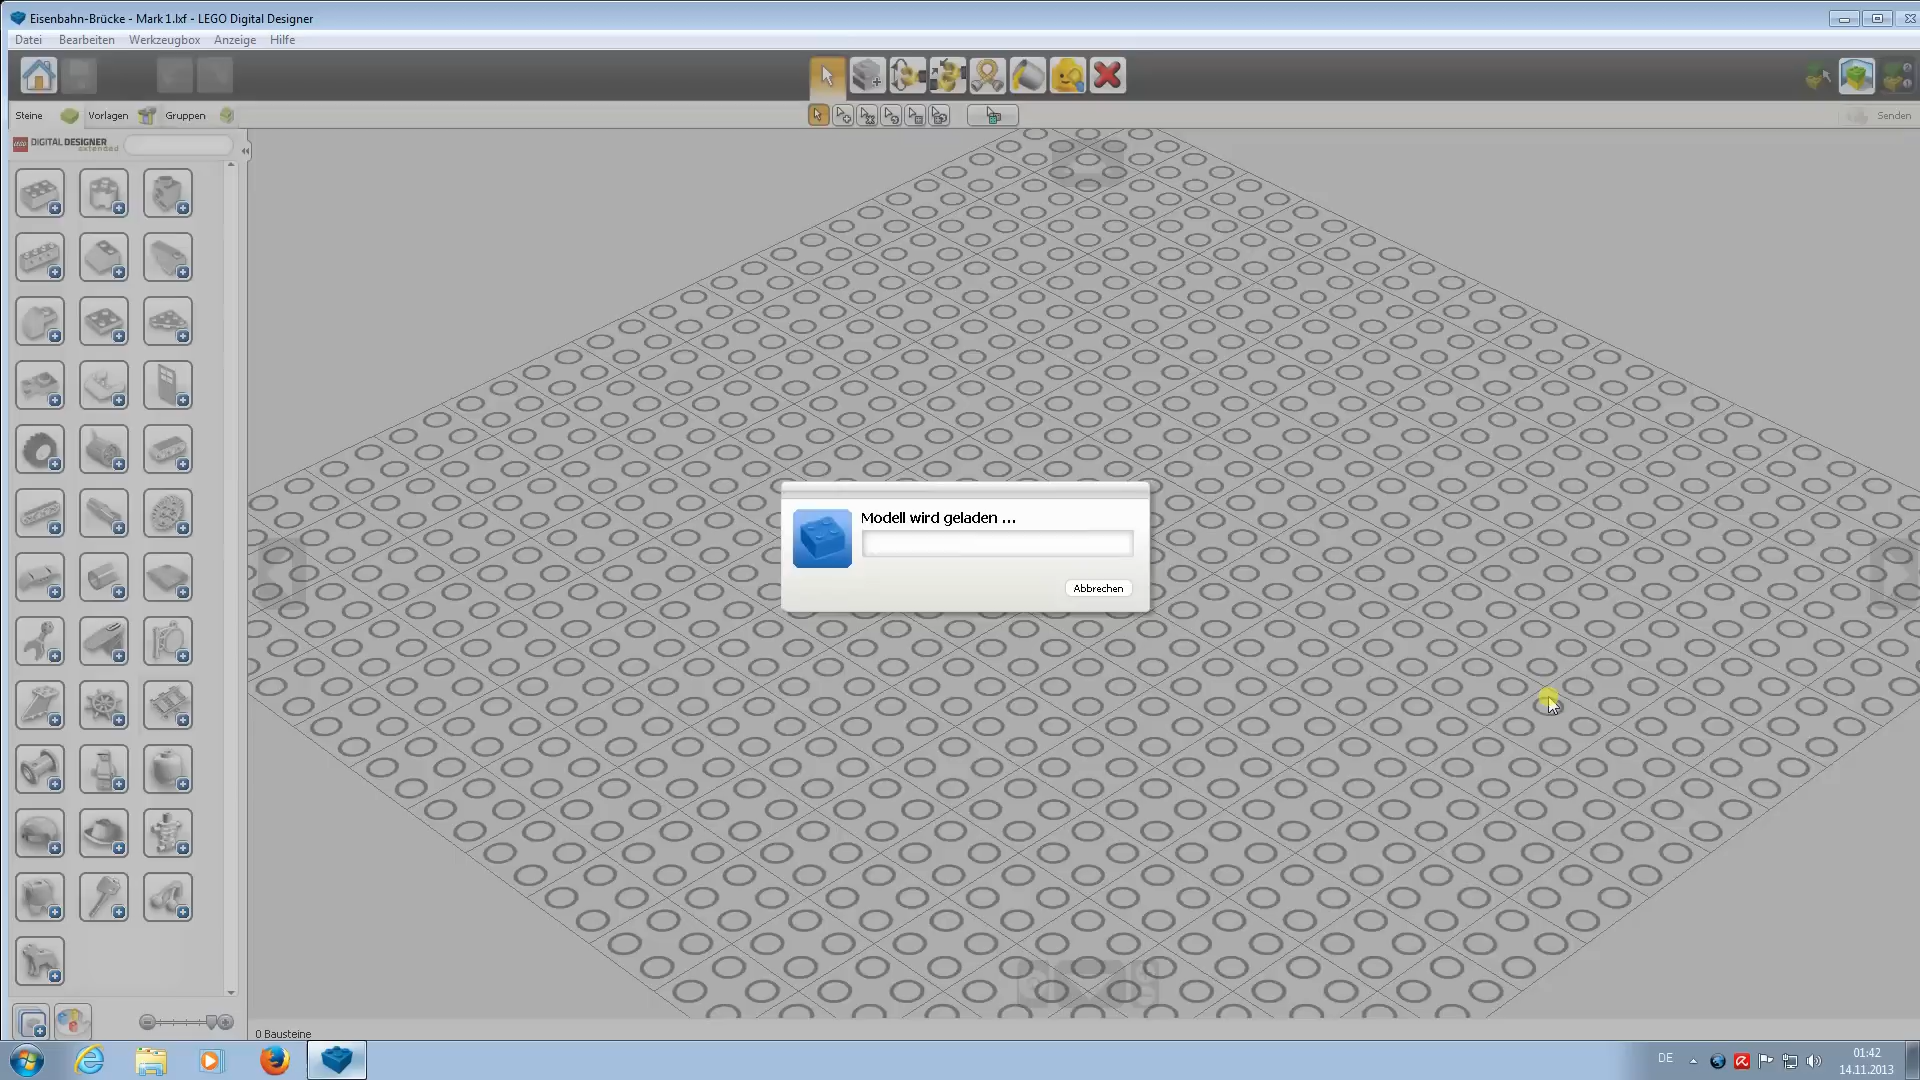 Eisenbahn-Brücke - Mark 1.lxf - LEGO Digital Designer
Datei Bearbeiten Werkzeugbox Anzeige Hilfe
Steine Vorlagen Gruppen
Senden
LEGO DIGITAL DESIGNER
extended
Modell wird geladen ...
Abbrechen
0 Bausteine
DE
01:42
14.11.2013